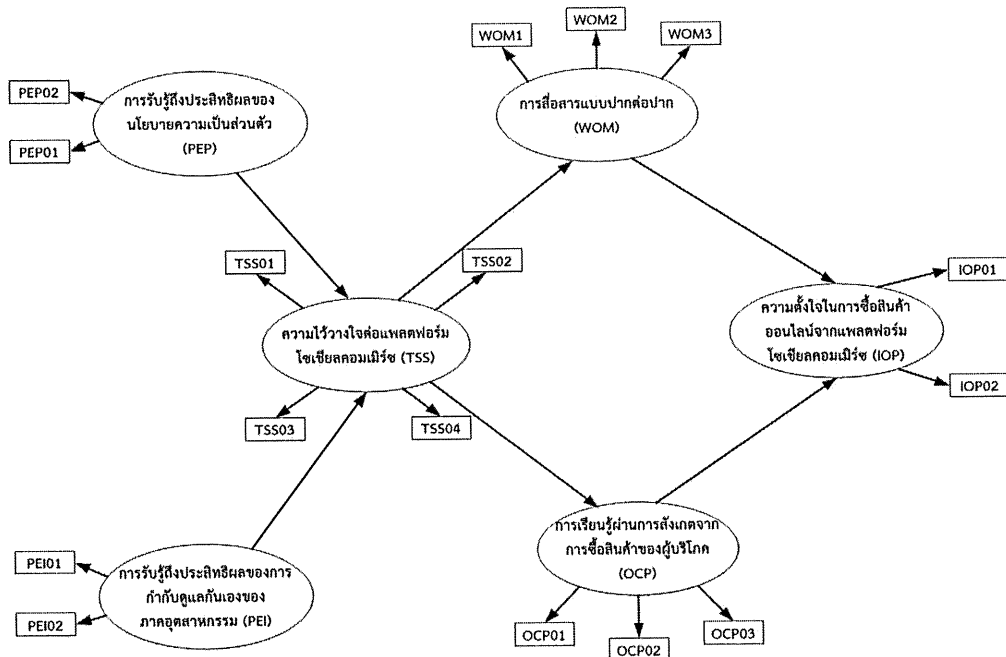 WOM1
WOM2
WOM3
PEP02
PEP01
การรับรู้ถึงประสิทธิผลของ
นโยบายความเป็นส่วนตัว
(PEP)
การสื่อสารแบบปากต่อปาก
(WOM)
TSS01
TSS02
ความไว้วางใจต่อแพลตฟอร์ม
โซเชียลคอมเมิร์ซ (TSS)
TSS03
TSS04
IOP01
ความตั้งใจในการซื้อสินค้า
ออนไลน์จากแพลตฟอร์ม
โซเชียลคอมเมิร์ซ (IOP)
IOP02
PEI01
PEI02
การรับรู้ถึงประสิทธิผลของการ
กำกับดูแลกันเองของ
ภาคอุตสาหกรรม (PEI)
การเรียนรู้ผ่านการสังเกตจาก
การซื้อสินค้าของผู้บริโภค
(OCP)
OCP01
OCP02
OCP03